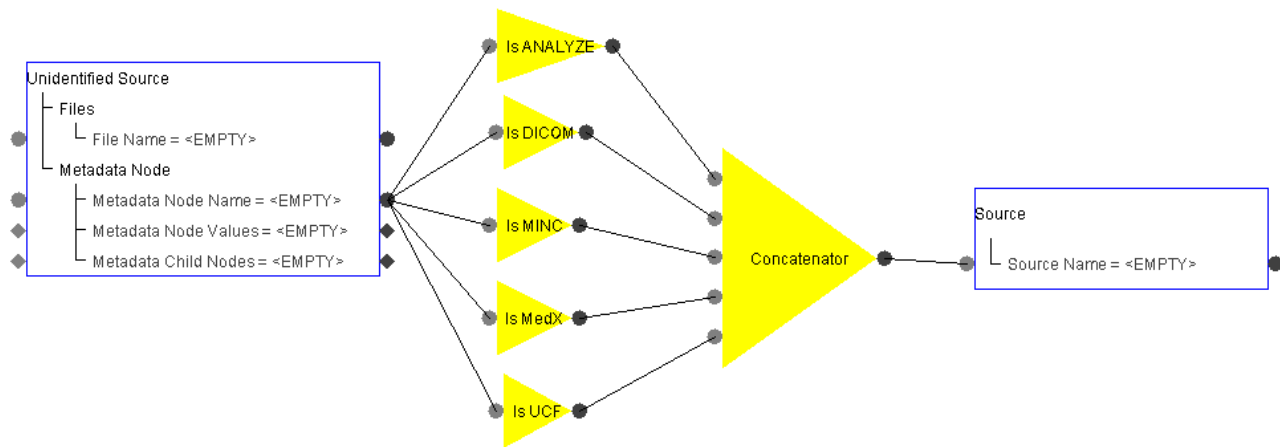 Unidentified Source
Files
File Name = <EMPTY>
Metadata Node
Metadata Node Name = <EMPTY>
Metadata Node Values = <EMPTY>
Metadata Child Nodes = <EMPTY>
Is ANALYZE
Is DICOM
Is MINC
Is MedX
Is UCF
Concatenator
Source
Source Name = <EMPTY>